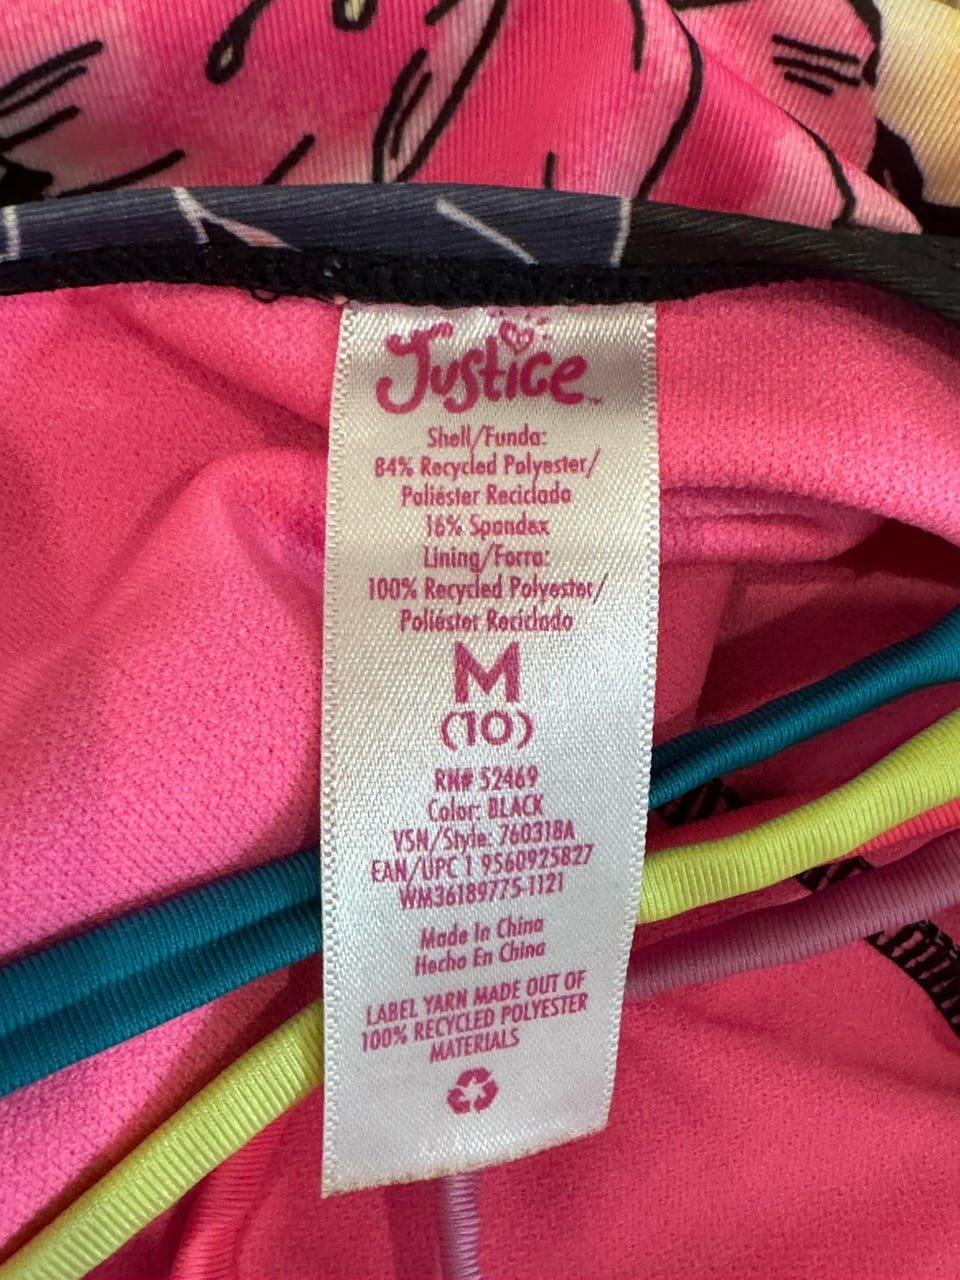 Justice™
Shell/Funda:
84% Recycled Polyester/
Poliéster Reciclado
16% Spandex
Lining/Forro:
100% Recycled Polyester/
Poliéster Reciclado
M
(10)
RN# 52469
Color: BLACK
VSN/Style: 760318A
EAN/UPC 1 9560925827
WM36189775-1121
Made In China
Hecho En China
LABEL YARN MADE OUT OF
100% RECYCLED POLYESTER
MATERIALS